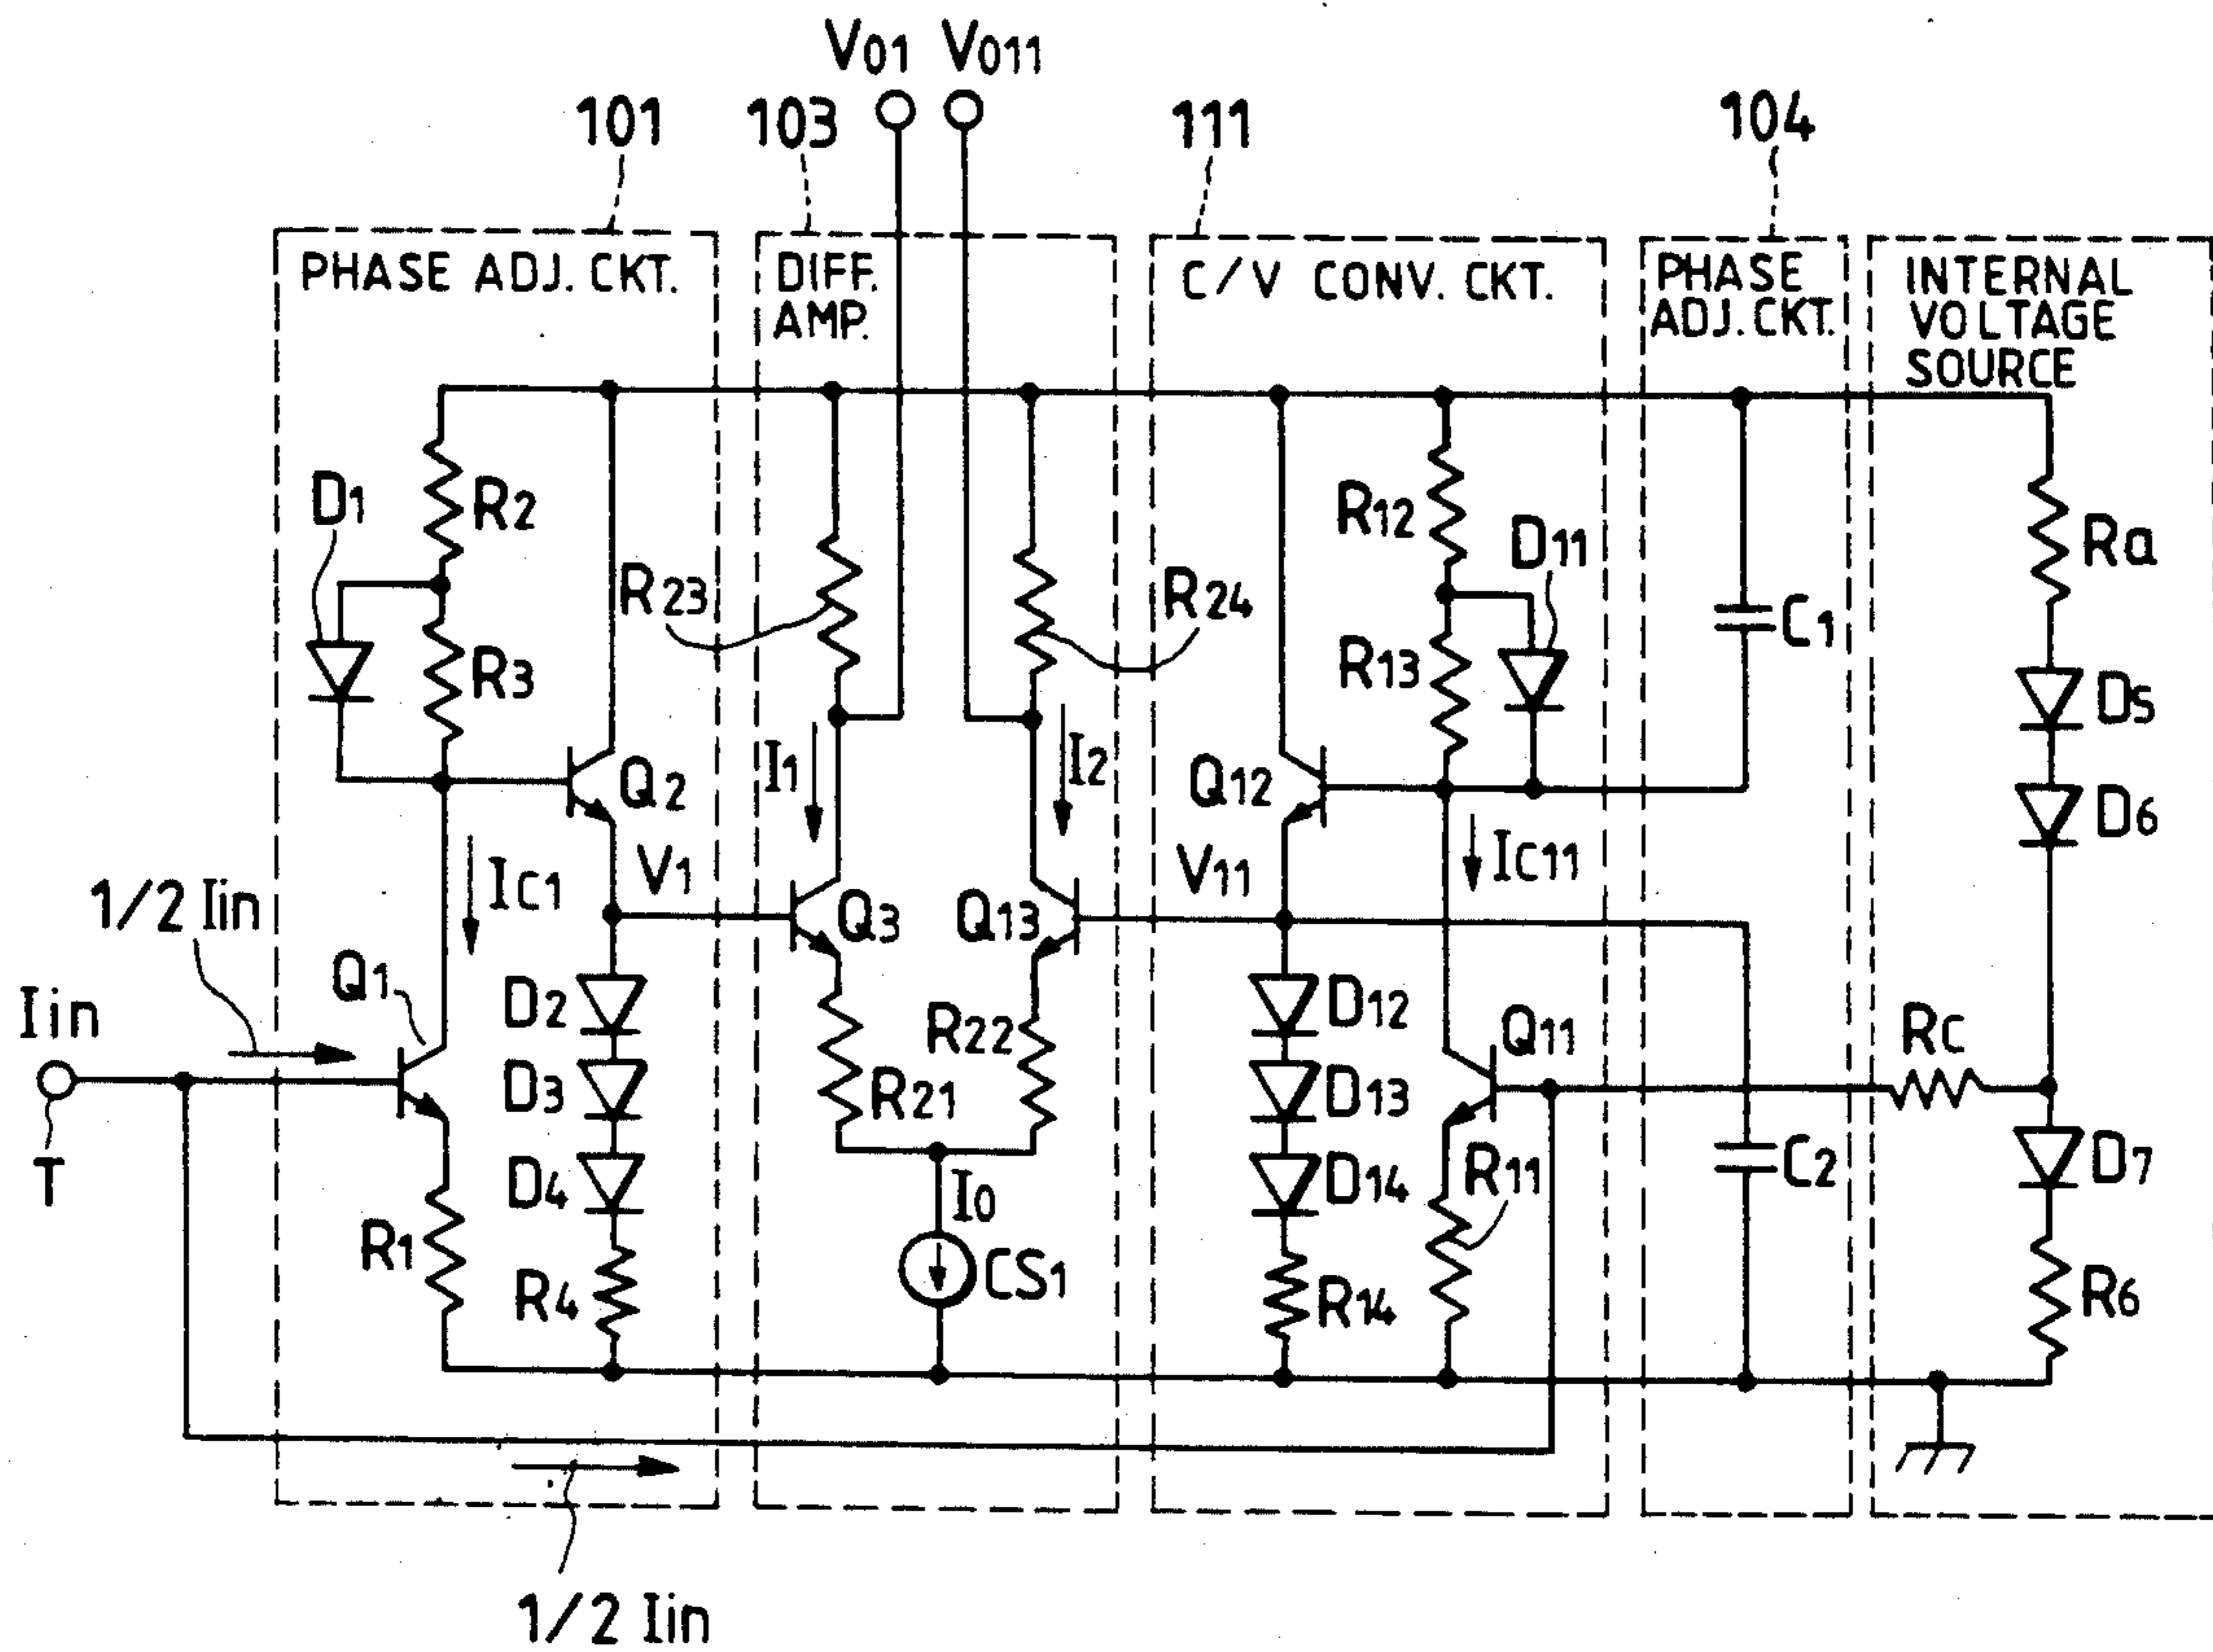 V01 V011
101 103 111 104
PHASE ADJ. CKT.
DIFF.
AMP.
C/V CONV. CKT.
PHASE
ADJ. CKT.
INTERNAL
VOLTAGE
SOURCE
D1
R2
R3
R23
R24
R12
D11
R13
C1
Ra
D5
D6
Q2
I1
I2
Q12
IC1
V1
V11
IC11
1/2 Iin
Q3
Q13
Q1
Iin
T
D2
D3
D4
R1
R4
R21
R22
I0
CS1
D12
D13
D14
R14
Q11
R11
RC
C2
D7
R6
1/2 Iin